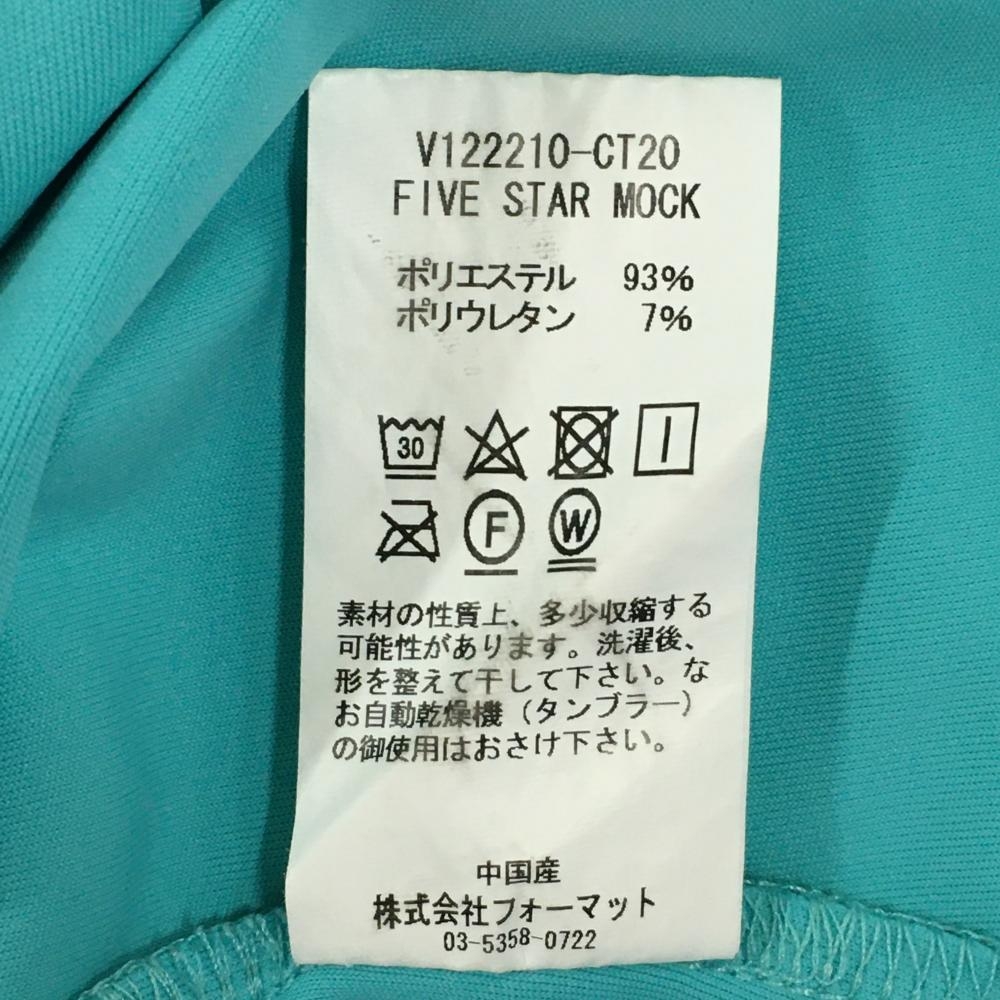 V122210-CT20
FIVE STAR MOCK
ポリエステル 93%
ポリウレタン 7%
30
F W
素材の性質上、多少収縮する
可能性があります。洗濯後、
形を整えて干して下さい。な
お自動乾燥機（タンブラー）
の御使用はおさけ下さい。
中国産
株式会社フォーマット
03-5358-0722